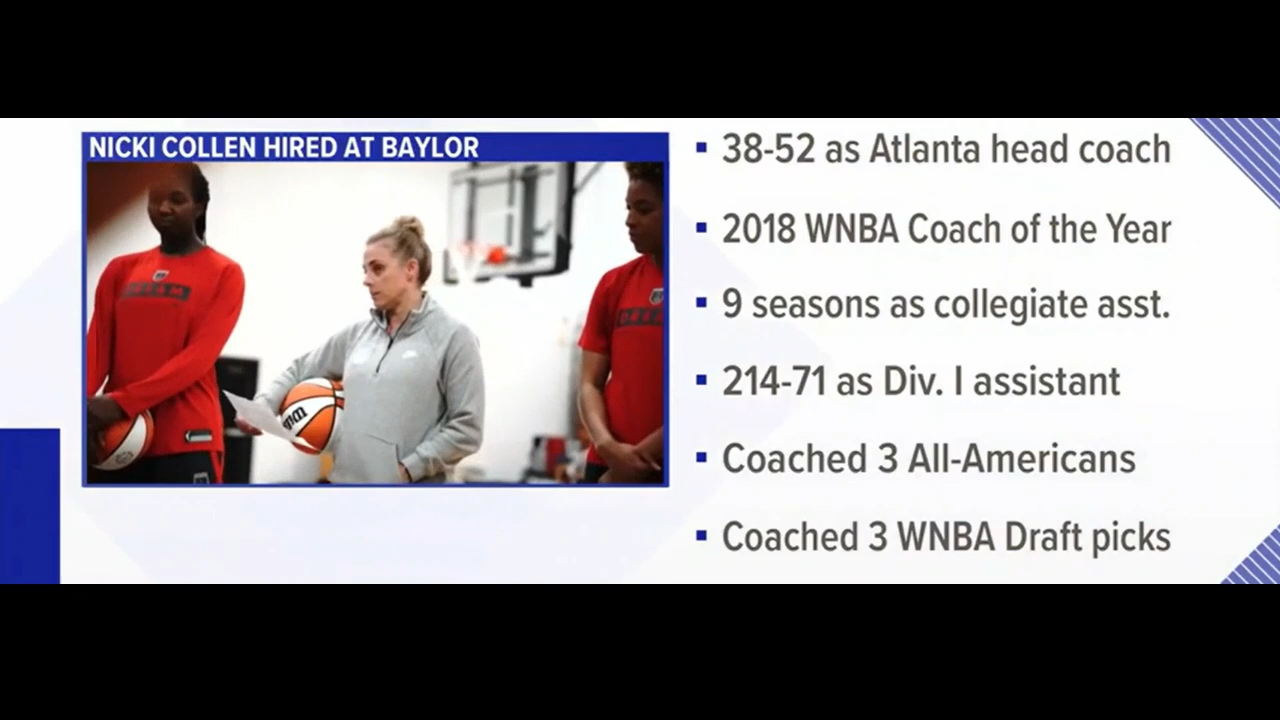 NICKI COLLEN HIRED AT BAYLOR
38-52 as Atlanta head coach
2018 WNBA Coach of the Year
9 seasons as collegiate asst.
214-71 as Div. I assistant
Coached 3 All-Americans
Coached 3 WNBA Draft picks